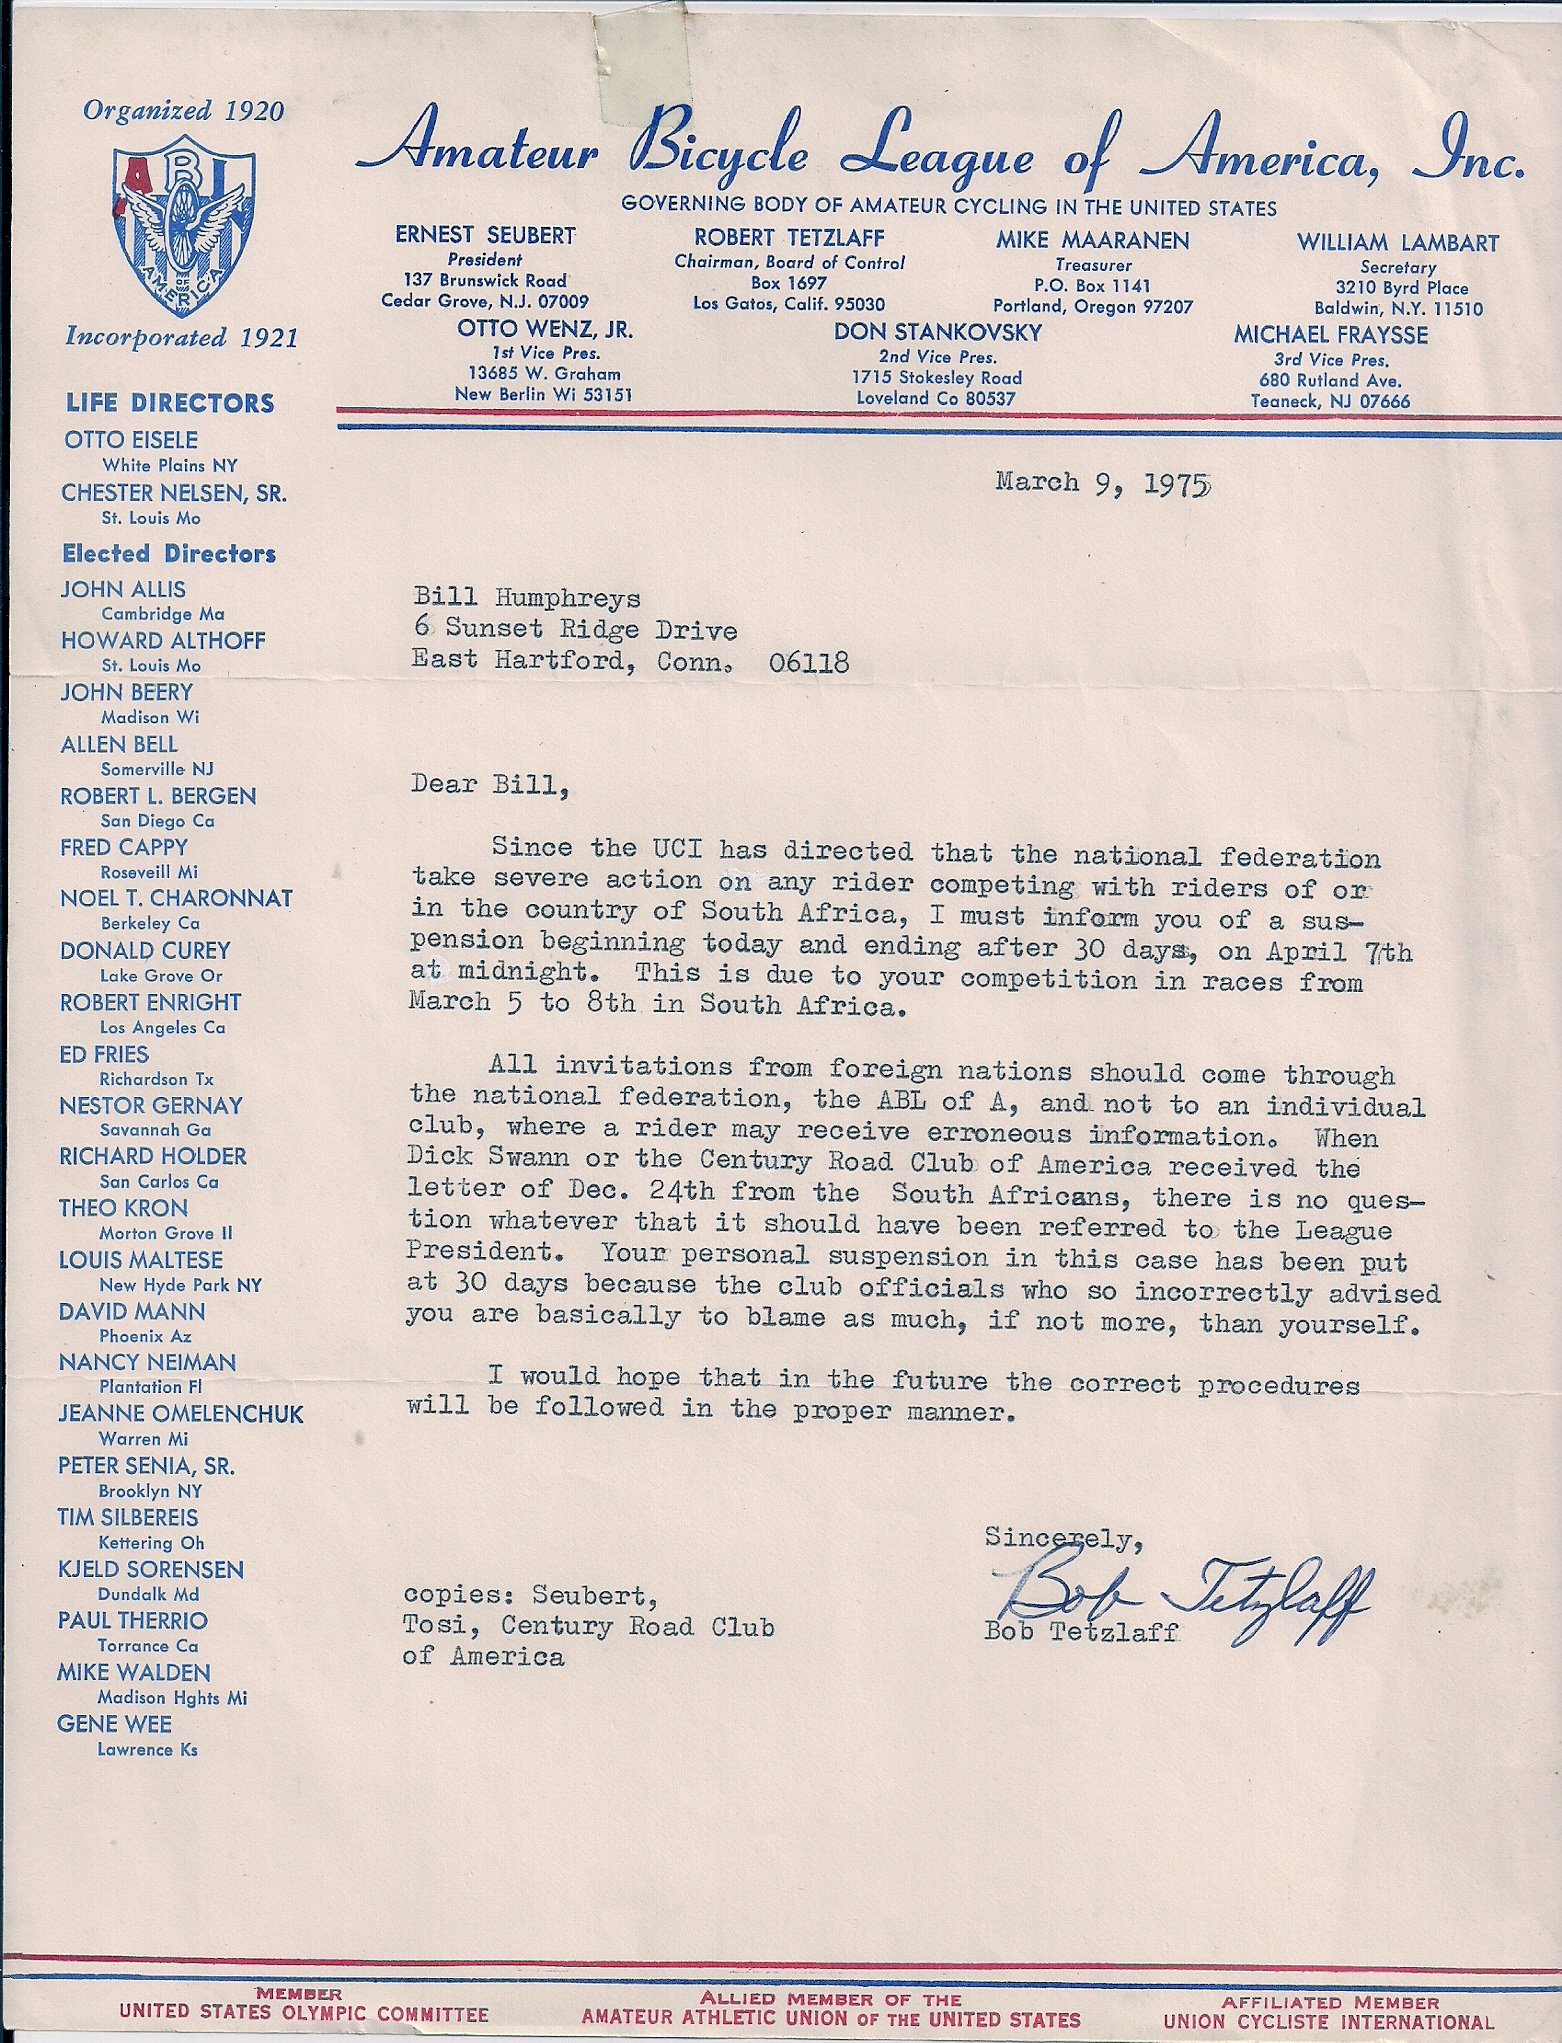 Organized 1920
A B L
OF
AMERICA
Incorporated 1921
Amateur Bicycle League of America, Inc.
GOVERNING BODY OF AMATEUR CYCLING IN THE UNITED STATES
ERNEST SEUBERT
President
137 Brunswick Road
Cedar Grove, N.J. 07009
ROBERT TETZLAFF
Chairman, Board of Control
Box 1697
Los Gatos, Calif. 95030
MIKE MAARANEN
Treasurer
P.O. Box 1141
Portland, Oregon 97207
WILLIAM LAMBART
Secretary
3210 Byrd Place
Baldwin, N.Y. 11510
OTTO WENZ, JR.
1st Vice Pres.
13685 W. Graham
New Berlin Wi 53151
DON STANKOVSKY
2nd Vice Pres.
1715 Stokesley Road
Loveland Co 80537
MICHAEL FRAYSSE
3rd Vice Pres.
680 Rutland Ave.
Teaneck, NJ 07666
LIFE DIRECTORS
OTTO EISELE
White Plains NY
CHESTER NELSEN, SR.
St. Louis Mo
Elected Directors
JOHN ALLIS
Cambridge Ma
HOWARD ALTHOFF
St. Louis Mo
JOHN BEERY
Madison Wi
ALLEN BELL
Somerville NJ
ROBERT L. BERGEN
San Diego Ca
FRED CAPPY
Roseveill Mi
NOEL T. CHARONNAT
Berkeley Ca
DONALD CUREY
Lake Grove Or
ROBERT ENRIGHT
Los Angeles Ca
ED FRIES
Richardson Tx
NESTOR GERNAY
Savannah Ga
RICHARD HOLDER
San Carlos Ca
THEO KRON
Morton Grove Il
LOUIS MALTESE
New Hyde Park NY
DAVID MANN
Phoenix Az
NANCY NEIMAN
Plantation Fl
JEANNE OMELENCHUK
Warren Mi
PETER SENIA, SR.
Brooklyn NY
TIM SILBEREIS
Kettering Oh
KJELD SORENSEN
Dundalk Md
PAUL THERRIO
Torrance Ca
MIKE WALDEN
Madison Hghts Mi
GENE WEE
Lawrence Ks
March 9, 1975
Bill Humphreys
6 Sunset Ridge Drive
East Hartford, Conn. 06118
Dear Bill,
Since the UCI has directed that the national federation
take severe action on any rider competing with riders of or
in the country of South Africa, I must inform you of a sus-
pension beginning today and ending after 30 days, on April 7th
at midnight. This is due to your competition in races from
March 5 to 8th in South Africa.
All invitations from foreign nations should come through
the national federation, the ABL of A, and not to an individual
club, where a rider may receive erroneous information. When
Dick Swann or the Century Road Club of America received the
letter of Dec. 24th from the South Africans, there is no ques-
tion whatever that it should have been referred to the League
President. Your personal suspension in this case has been put
at 30 days because the club officials who so incorrectly advised
you are basically to blame as much, if not more, than yourself.
I would hope that in the future the correct procedures
will be followed in the proper manner.
Sincerely,
Bob Tetzlaff
Bob Tetzlaff
copies: Seubert,
Tosi, Century Road Club
of America
MEMBER
UNITED STATES OLYMPIC COMMITTEE
ALLIED MEMBER OF THE
AMATEUR ATHLETIC UNION OF THE UNITED STATES
AFFILIATED MEMBER
UNION CYCLISTE INTERNATIONAL